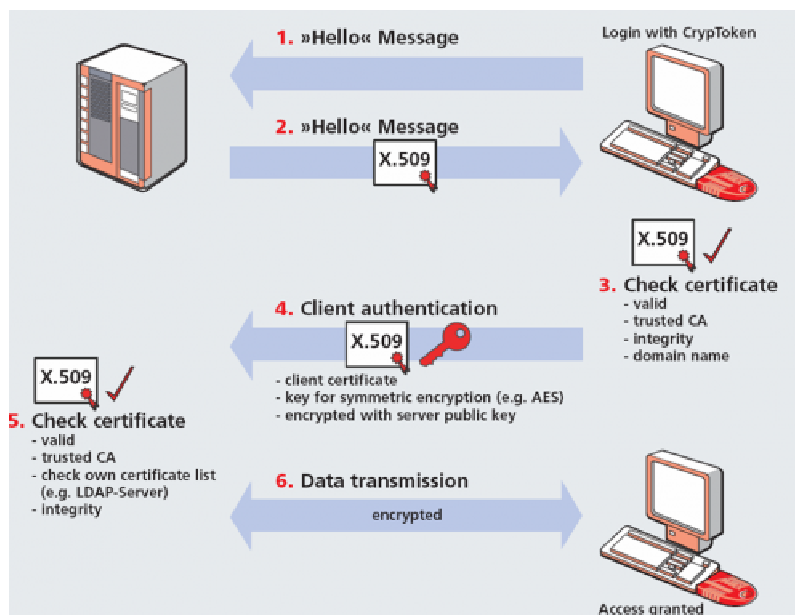 1. »Hello« Message
Login with CrypToken
2. »Hello« Message
X.509
X.509
3. Check certificate
- valid
- trusted CA
- integrity
- domain name
4. Client authentication
X.509
- client certificate
- key for symmetric encryption (e.g. AES)
- encrypted with server public key
X.509
5. Check certificate
- valid
- trusted CA
- check own certificate list
(e.g. LDAP-Server)
- integrity
6. Data transmission
encrypted
Access granted